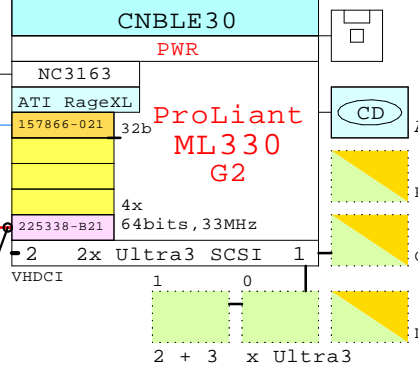 CNBLE30
PWR
NC3163
ATI RageXL
CD
157866-021
32b
ProLiant
ML330
G2
4x
225338-B21
64bits,33MHz
2 2x Ultra3 SCSI 1
VHDCI
1 0
2 + 3 x Ultra3